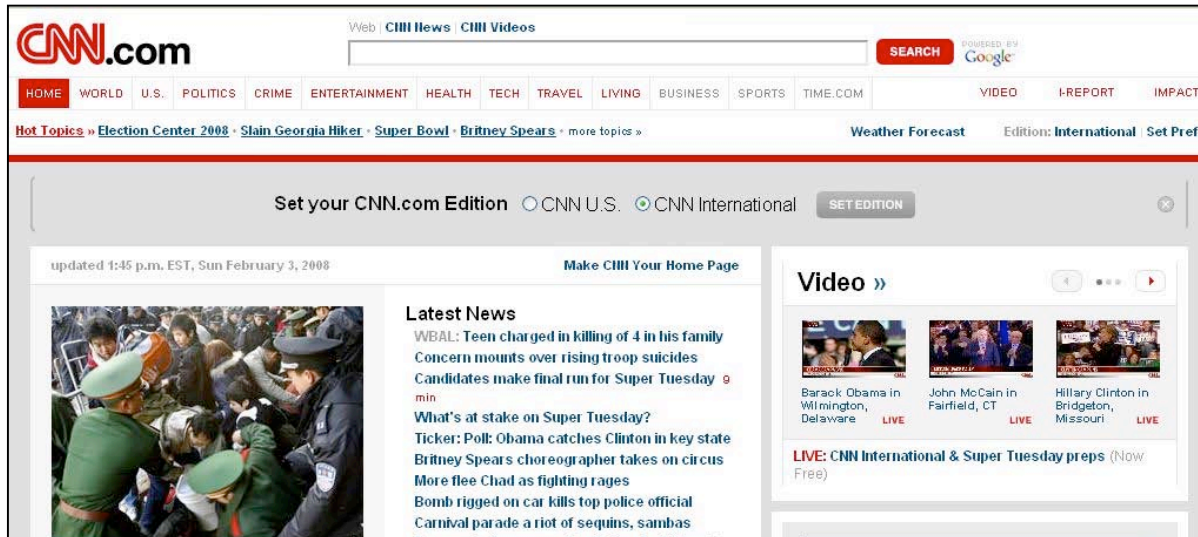 CNN.com
Web | CNN News | CNN Videos
SEARCH
POWERED BY
Google
HOME WORLD U.S. POLITICS CRIME ENTERTAINMENT HEALTH TECH TRAVEL LIVING BUSINESS SPORTS TIME.COM VIDEO I-REPORT IMPACT
Hot Topics » Election Center 2008 • Slain Georgia Hiker • Super Bowl • Britney Spears • more topics » Weather Forecast Edition: International | Set Pref
Set your CNN.com Edition CNN U.S. CNN International SET EDITION
updated 1:45 p.m. EST, Sun February 3, 2008 Make CNN Your Home Page
Latest News
WBAL: Teen charged in killing of 4 in his family
Concern mounts over rising troop suicides
Candidates make final run for Super Tuesday 9
min
What's at stake on Super Tuesday?
Ticker: Poll: Obama catches Clinton in key state
Britney Spears choreographer takes on circus
More flee Chad as fighting rages
Bomb rigged on car kills top police official
Carnival parade a riot of sequins, sambas
Video »
Barack Obama in
Wilmington,
Delaware LIVE
John McCain in
Fairfield, CT
LIVE
Hillary Clinton in
Bridgeton,
Missouri LIVE
LIVE: CNN International & Super Tuesday preps (Now
Free)